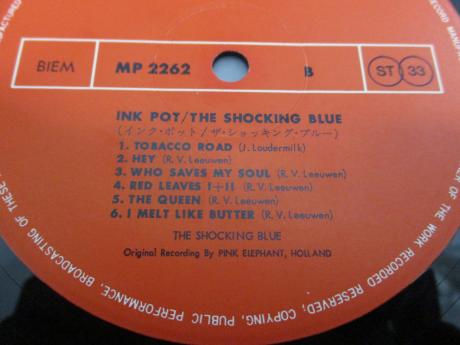 BIEM
MP 2262
B
ST 33
INK POT/THE SHOCKING BLUE
(インク・ポット/ザ・ショッキング・ブルー)
1. TOBACCO ROAD (J. Loudermilk)
2. HEY (R. V. Leeuwen)
3. WHO SAVES MY SOUL (R. V. Leeuwen)
4. RED LEAVES I+II (R. V. Leeuwen)
5. THE QUEEN (R. V. Leeuwen)
6. I MELT LIKE BUTTER (R. V. Leeuwen)
THE SHOCKING BLUE
Original Recording By PINK ELEPHANT, HOLLAND
RECORD MANUFA
OF THE WORK RECORDED RESERVED; COPYING, PUBLIC PERFORMANCE, BROADCASTING OF THESE